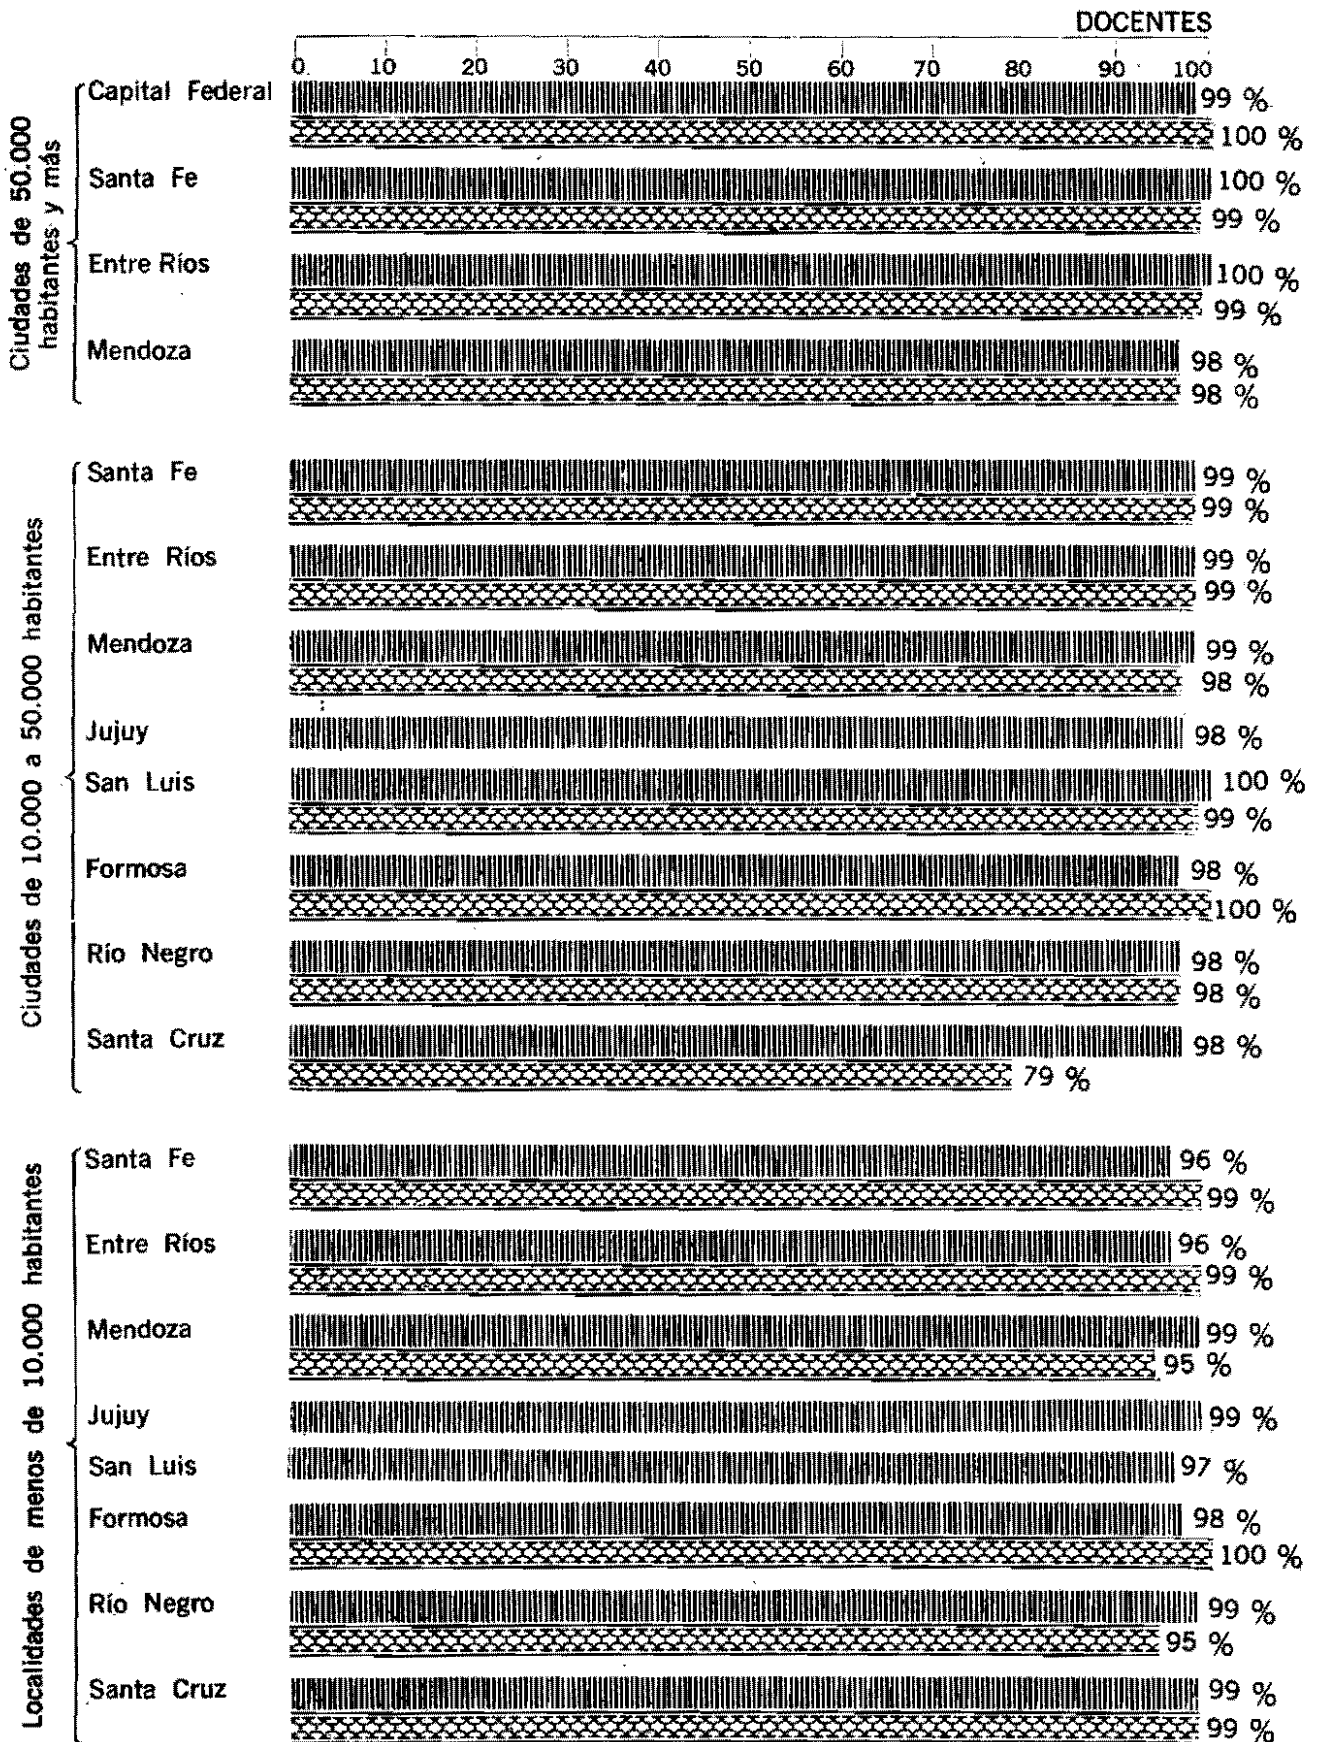 DOCENTES
0 10 20 30 40 50 60 70 80 90 100
Ciudades de 50.000
habitantes y más
Capital Federal 99 %
100 %
Santa Fe 100 %
99 %
Entre Ríos 100 %
99 %
Mendoza 98 %
98 %
Ciudades de 10.000 a 50.000 habitantes
Santa Fe 99 %
99 %
Entre Ríos 99 %
99 %
Mendoza 99 %
98 %
Jujuy 98 %
San Luis 100 %
99 %
Formosa 98 %
100 %
Río Negro 98 %
98 %
Santa Cruz 98 %
79 %
Localidades de menos de 10.000 habitantes
Santa Fe 96 %
99 %
Entre Ríos 96 %
99 %
Mendoza 99 %
95 %
Jujuy 99 %
San Luis 97 %
Formosa 98 %
100 %
Río Negro 99 %
95 %
Santa Cruz 99 %
99 %